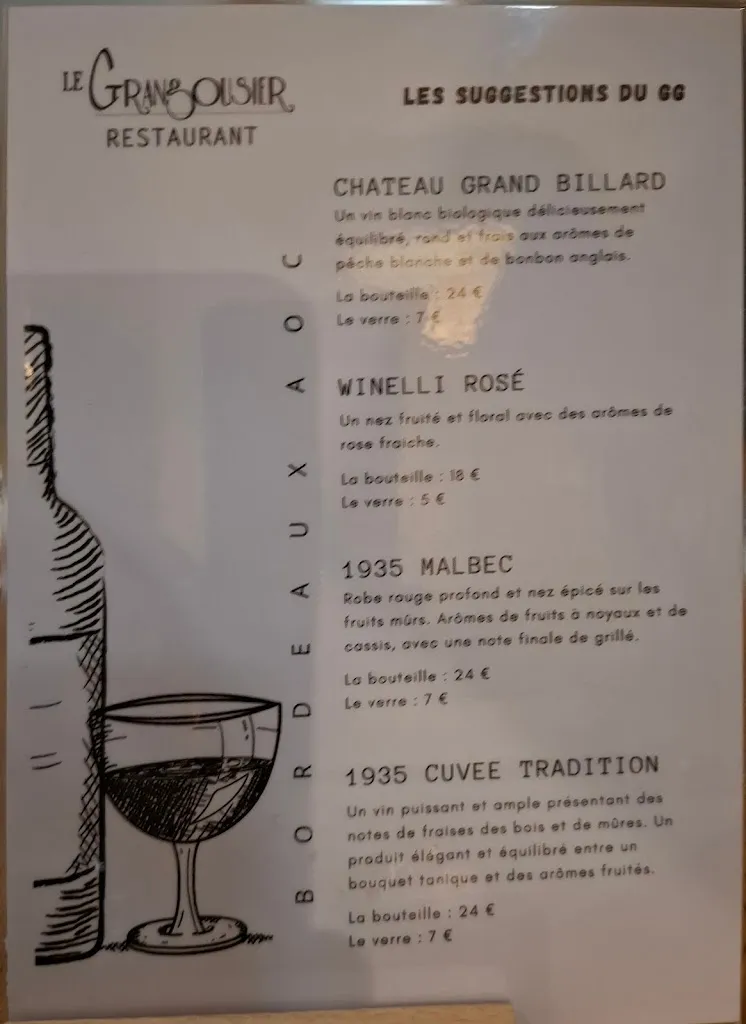 LE GRANGOUSIER
RESTAURANT
LES SUGGESTIONS DU GG
CHATEAU GRAND BILLARD
Un vin blanc biologique délicieusement
équilibré, rond et frais aux arômes de
pêche blanche et de bonbon anglais.
La bouteille : 24 €
Le verre : 7 €
WINELLI ROSÉ
Un nez fruité et floral avec des arômes de
rose fraiche.
La bouteille : 18 €
Le verre : 5 €
1935 MALBEC
Robe rouge profond et nez épicé sur les
fruits mûrs. Arômes de fruits à noyaux et de
cassis, avec une note finale de grillé.
La bouteille : 24 €
Le verre : 7 €
1935 CUVEE TRADITION
Un vin puissant et ample présentant des
notes de fraises des bois et de mûres. Un
produit élégant et équilibré entre un
bouquet tanique et des arômes fruités.
La bouteille : 24 €
Le verre : 7 €
BORDEAUX AOC